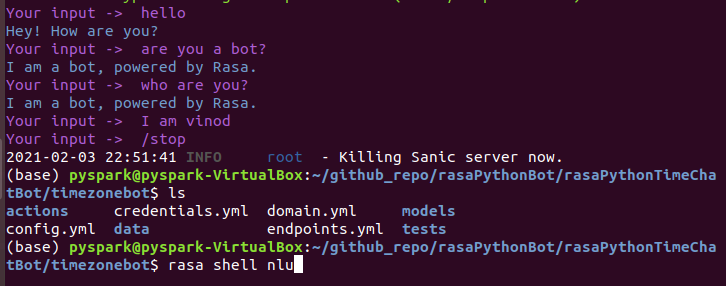 Your input ->  hello
Hey! How are you?
Your input ->  are you a bot?
I am a bot, powered by Rasa.
Your input ->  who are you?
I am a bot, powered by Rasa.
Your input ->  I am vinod
Your input ->  /stop
2021-02-03 22:51:41 INFO     root  - Killing Sanic server now.
(base) pyspark@pyspark-VirtualBox:~/github_repo/rasaPythonBot/rasaPythonTimeCha
tBot/timezonebot$ ls
actions     credentials.yml  domain.yml     models
config.yml  data             endpoints.yml  tests
(base) pyspark@pyspark-VirtualBox:~/github_repo/rasaPythonBot/rasaPythonTimeCha
tBot/timezonebot$ rasa shell nlu